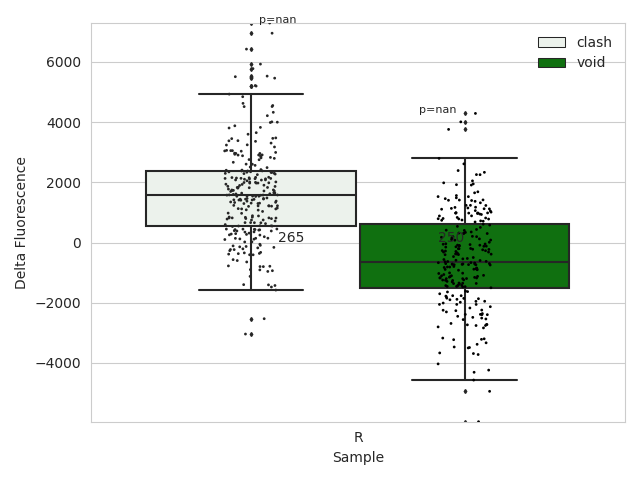 p=nan
clash
void
6000
4000
2000
0
−2000
−4000
p=nan
265
Delta Fluorescence
R
Sample